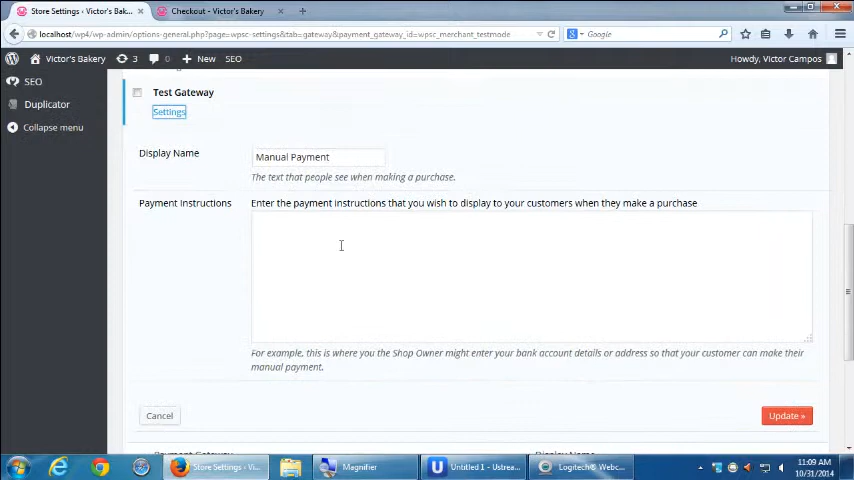 Store Settings ‹ Victor's Bak...
Checkout - Victor's Bakery
localhost/wp4/wp-admin/options-general.php?page=wpsc-settings&tab=gateway&payment_gateway_id=wpsc_merchant_testmode
Google
Victor's Bakery
3
0
New
SEO
Howdy, Victor Campos
SEO
Duplicator
Collapse menu
Test Gateway
Settings
Display Name
Manual Payment
The text that people see when making a purchase.
Payment Instructions
Enter the payment instructions that you wish to display to your customers when they make a purchase
For example, this is where you the Shop Owner might enter your bank account details or address so that your customer can make their
manual payment.
Cancel
Update »
Store Settings ‹ Vi...
Magnifier
Untitled 1 - Ustrea...
Logitech® Webc...
11:09 AM
10/31/2014